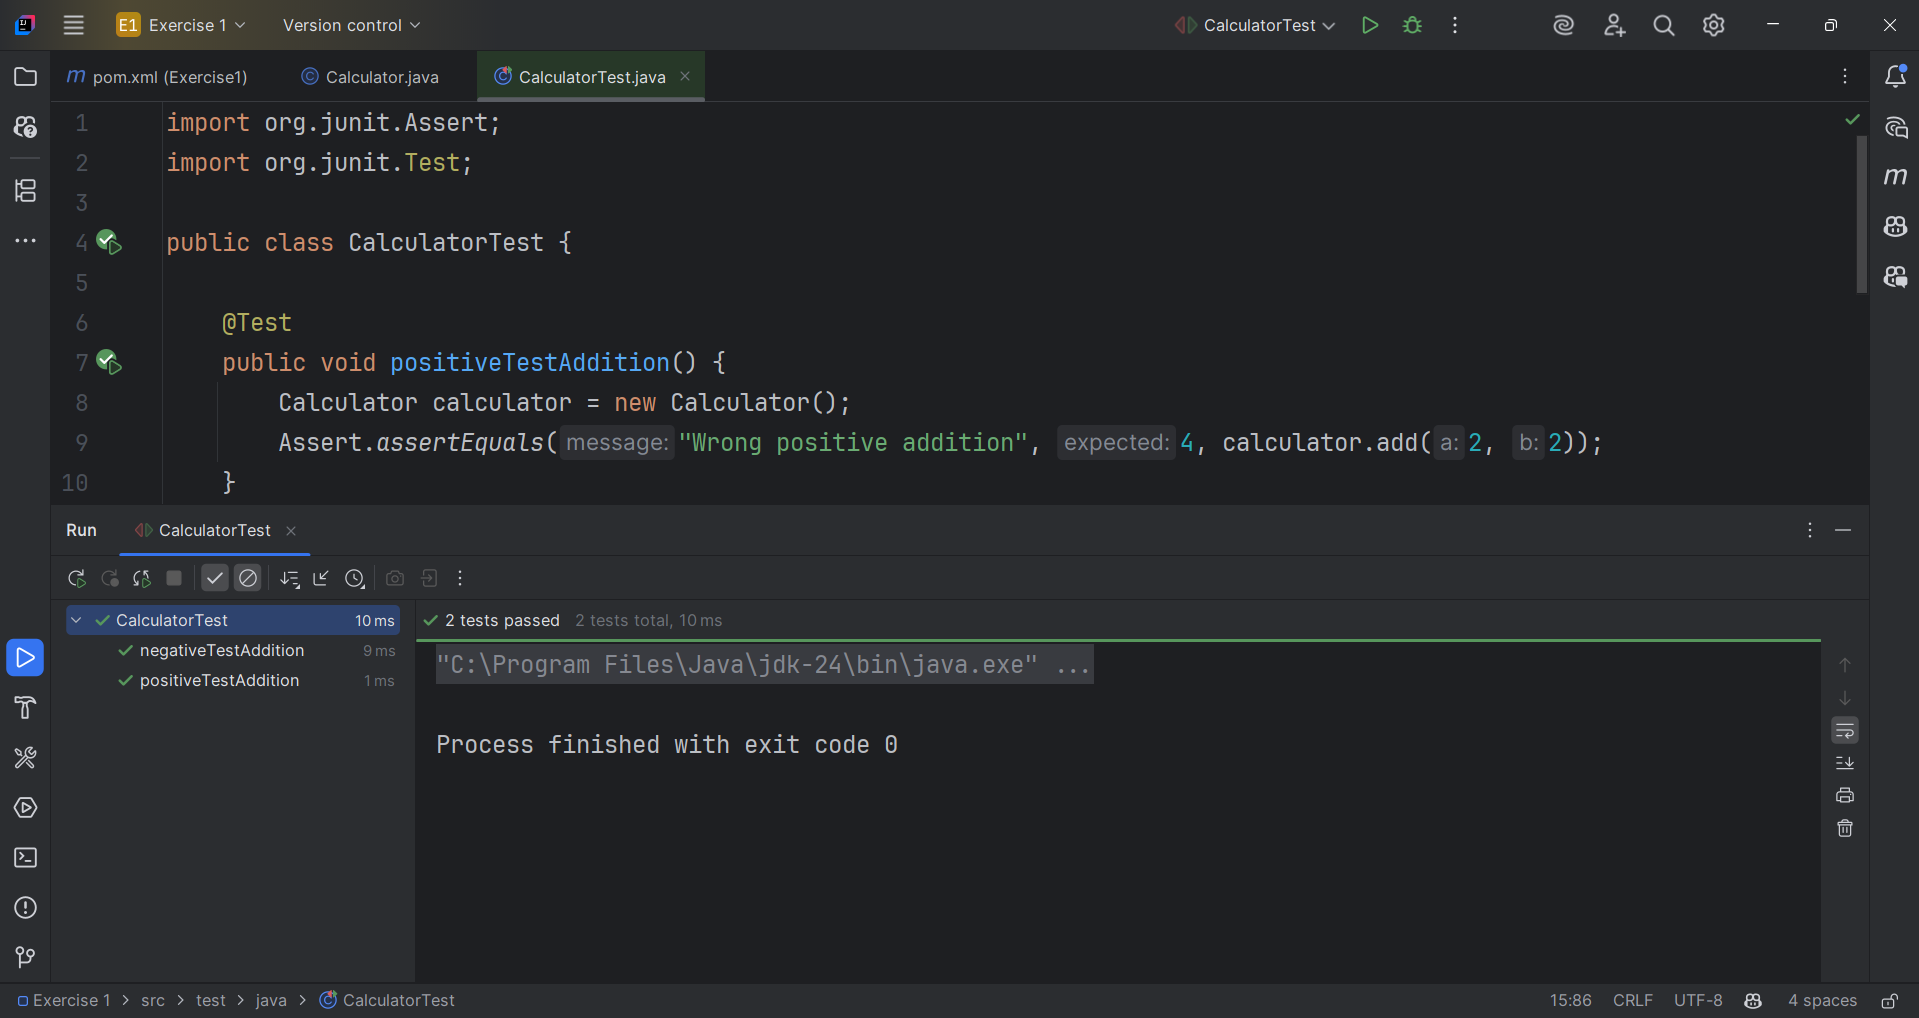 E1 Exercise 1 Version control CalculatorTest
m pom.xml (Exercise1) Calculator.java CalculatorTest.java
1 import org.junit.Assert;
2 import org.junit.Test;
3
4 public class CalculatorTest {
5
6 @Test
7 public void positiveTestAddition() {
8 Calculator calculator = new Calculator();
9 Assert.assertEquals( message: "Wrong positive addition", expected: 4, calculator.add( a: 2, b: 2));
10 }
Run CalculatorTest
CalculatorTest 10 ms
negativeTestAddition 9 ms
positiveTestAddition 1 ms
2 tests passed 2 tests total, 10 ms
"C:\Program Files\Java\jdk-24\bin\java.exe" ...
Process finished with exit code 0
Exercise 1 > src > test > java > CalculatorTest 15:86 CRLF UTF-8 4 spaces